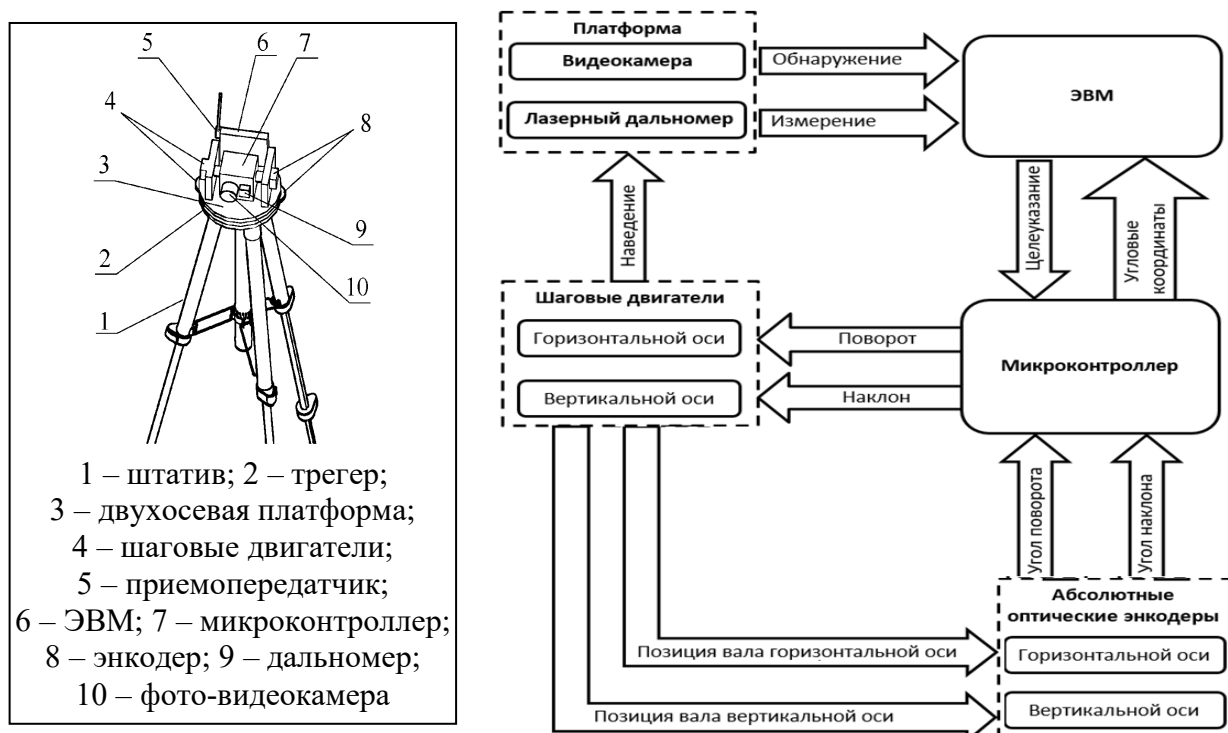 5
6
7
4
8
3
2
9
10
1
1 – штатив; 2 – трегер;
3 – двухосевая платформа;
4 – шаговые двигатели;
5 – приемопередатчик;
6 – ЭВМ; 7 – микроконтроллер;
8 – энкодер; 9 – дальномер;
10 – фото-видеокамера
Платформа
Видеокамера
Лазерный дальномер
Обнаружение
Измерение
ЭВМ
Наведение
Целеуказание
Угловые
координаты
Шаговые двигатели
Горизонтальной оси
Вертикальной оси
Поворот
Наклон
Микроконтроллер
Угол поворота
Угол наклона
Абсолютные
оптические энкодеры
Горизонтальной оси
Вертикальной оси
Позиция вала горизонтальной оси
Позиция вала вертикальной оси